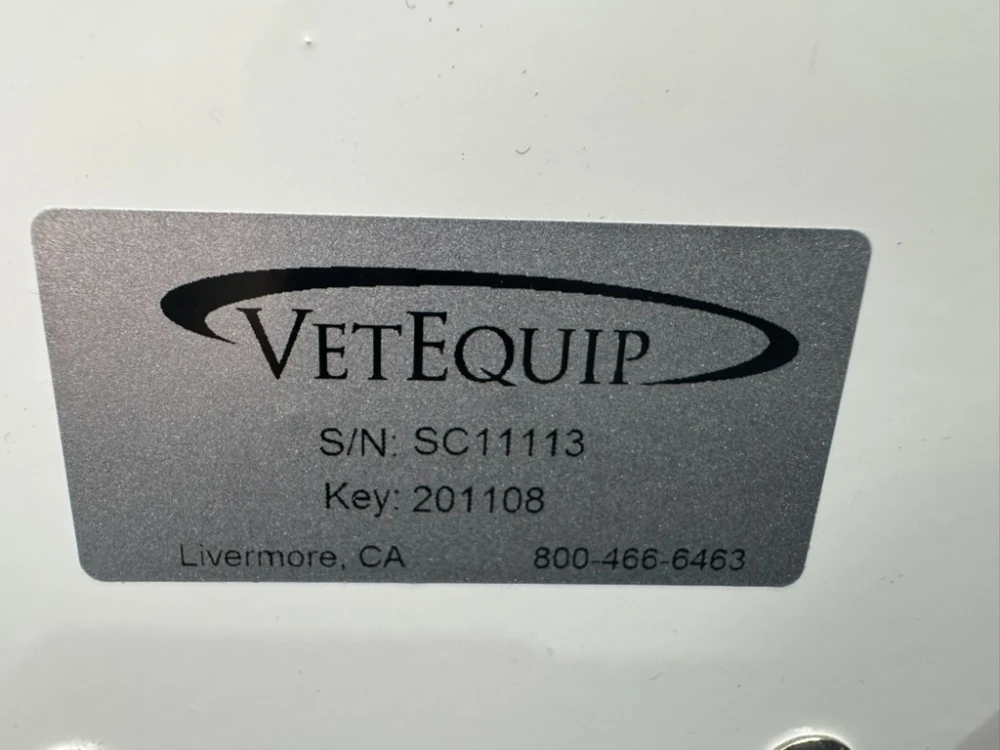 VETEQUIP
S/N: SC11113
Key: 201108
Livermore, CA 800-466-6463